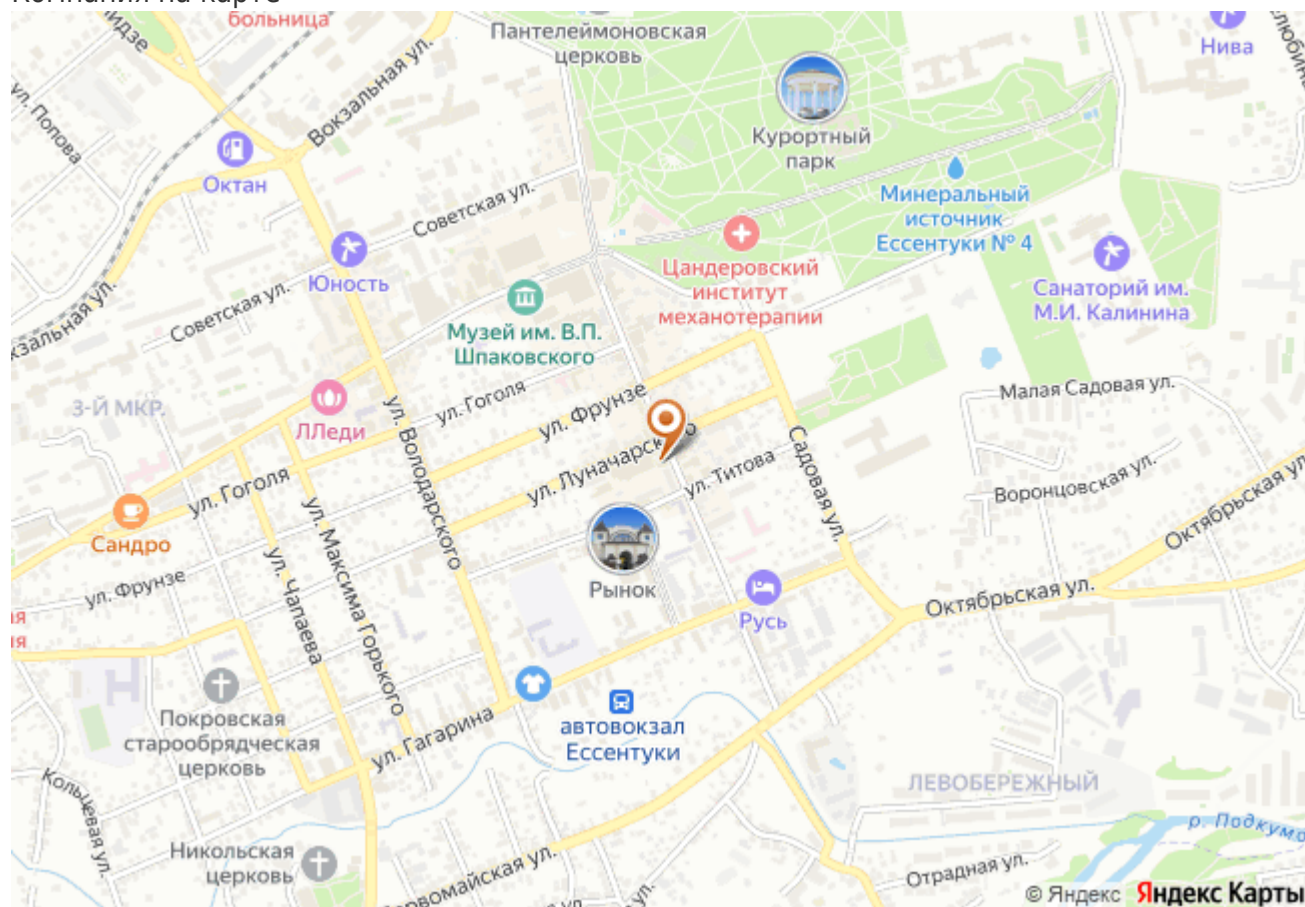 больница
Пантелеймоновская
церковь
Нива
ул. Попова
Вокзальная ул.
Курортный
парк
Октан
Советская ул.
Минеральный
источник
Ессентуки № 4
Юность
Цандеровский
институт
механотерапии
Санаторий им.
М.И. Калинина
Советская ул.
Музей им. В.П.
Шпаковского
Малая Садовая ул.
3-Й МКР.
ул. Гоголя
ул. Фрунзе
ЛЛеди
ул. Володарского
Садовая ул.
ул. Титова
ул. Гоголя
Воронцовская ул.
Октябрьская ул.
Сандро
ул. Максима Горького
ул. Чапаева
ул. Фрунзе
Рынок
Русь
Октябрьская ул.
Покровская
старообрядческая
церковь
ул. Гагарина
автовокзал
Ессентуки
ЛЕВОБЕРЕЖНЫЙ
Кольцевая ул.
Никольская
церковь
Отрадная ул.
© Яндекс Яндекс Карты